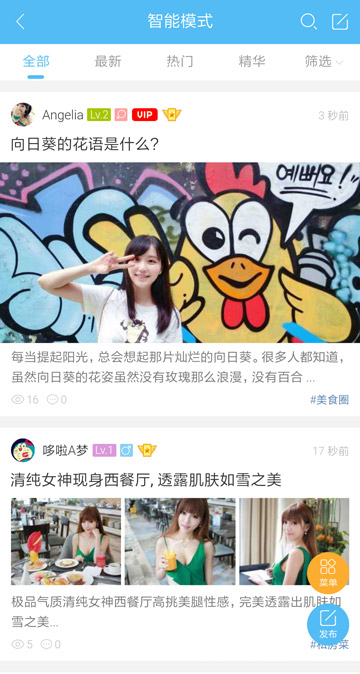 智能模式
全部 最新 热门 精华 筛选
Angelia Lv.2 VIP 3 秒前
向日葵的花语是什么?
예뻐요!
每当提起阳光，总会想起那片灿烂的向日葵。很多人都知道，
虽然向日葵的花姿虽然没有玫瑰那么浪漫，没有百合 ...
16 0 #美食圈
哆啦A梦 Lv.1 17 秒前
清纯女神现身西餐厅, 透露肌肤如雪之美
菜单
极品气质清纯女神西餐厅高挑美腿性感，完美透露出肌肤如
雪之美...
发布
5 0 #私房菜